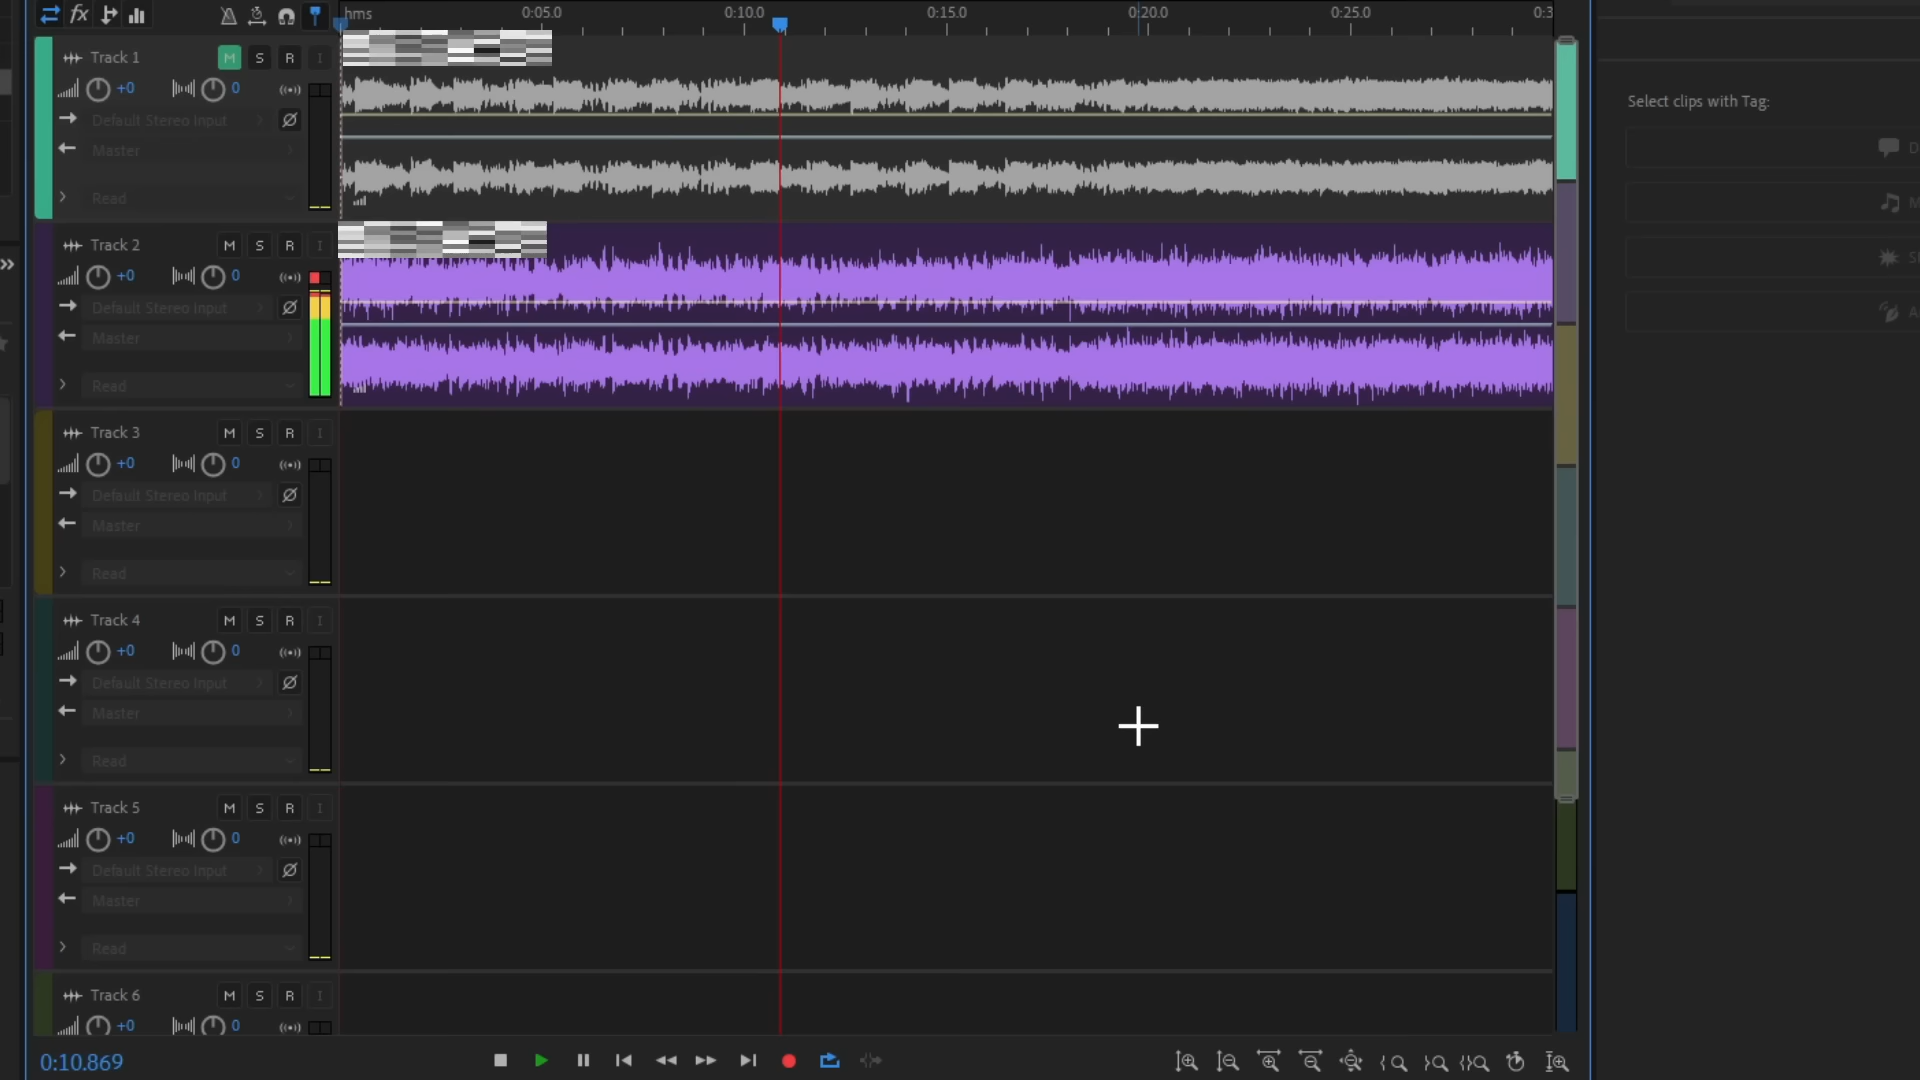 fx
hms 0:05.0 0:10.0 0:15.0 0:20.0 0:25.0 0:3
Track 1 M S R I
+0 0
Default Stereo Input
Master
Read
Track 2 M S R I
+0 0
Default Stereo Input
Master
Read
Track 3 M S R I
+0 0
Default Stereo Input
Master
Read
Track 4 M S R I
+0 0
Default Stereo Input
Master
Read
Track 5 M S R I
+0 0
Default Stereo Input
Master
Read
Track 6 M S R I
+0 0
0:10.869
Select clips with Tag:
D
M
S
A